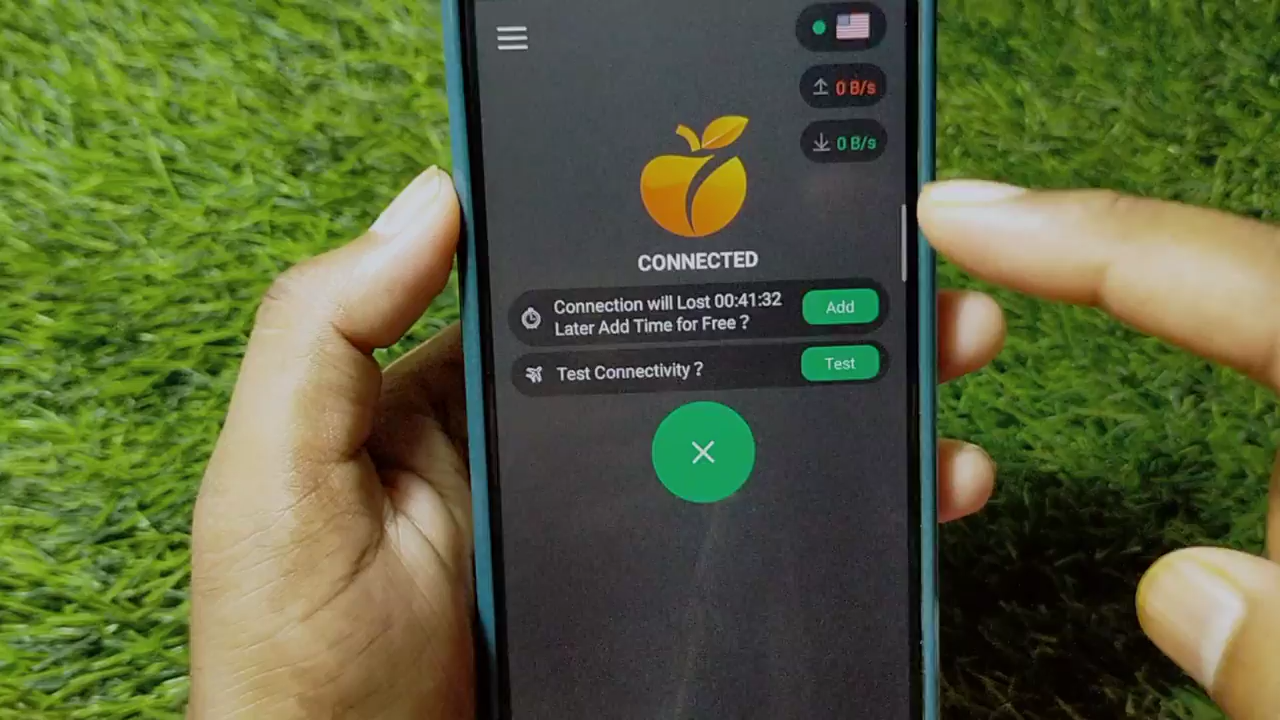 0 B/s
0 B/s
CONNECTED
Connection will Lost 00:41:32
Later Add Time for Free ?
Add
Test Connectivity ?
Test